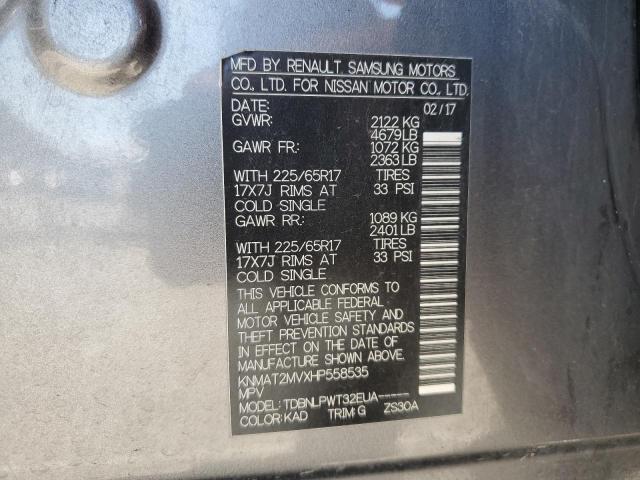 MFD BY RENAULT SAMSUNG MOTORS
CO., LTD. FOR NISSAN MOTOR CO., LTD.
DATE: 02/17
GVWR: 2122 KG
4679 LB
GAWR FR: 1072 KG
2363 LB
WITH 225/65R17 TIRES
17X7J RIMS AT 33 PSI
COLD SINGLE
GAWR RR: 1089 KG
2401 LB
WITH 225/65R17 TIRES
17X7J RIMS AT 33 PSI
COLD SINGLE
THIS VEHICLE CONFORMS TO
ALL APPLICABLE FEDERAL
MOTOR VEHICLE SAFETY AND
THEFT PREVENTION STANDARDS
IN EFFECT ON THE DATE OF
MANUFACTURE SHOWN ABOVE.
KNMAT2MVXHP558535
MPV
MODEL: TDBNLPWT32EUA-----
COLOR: KAD TRIM: G ZS30A